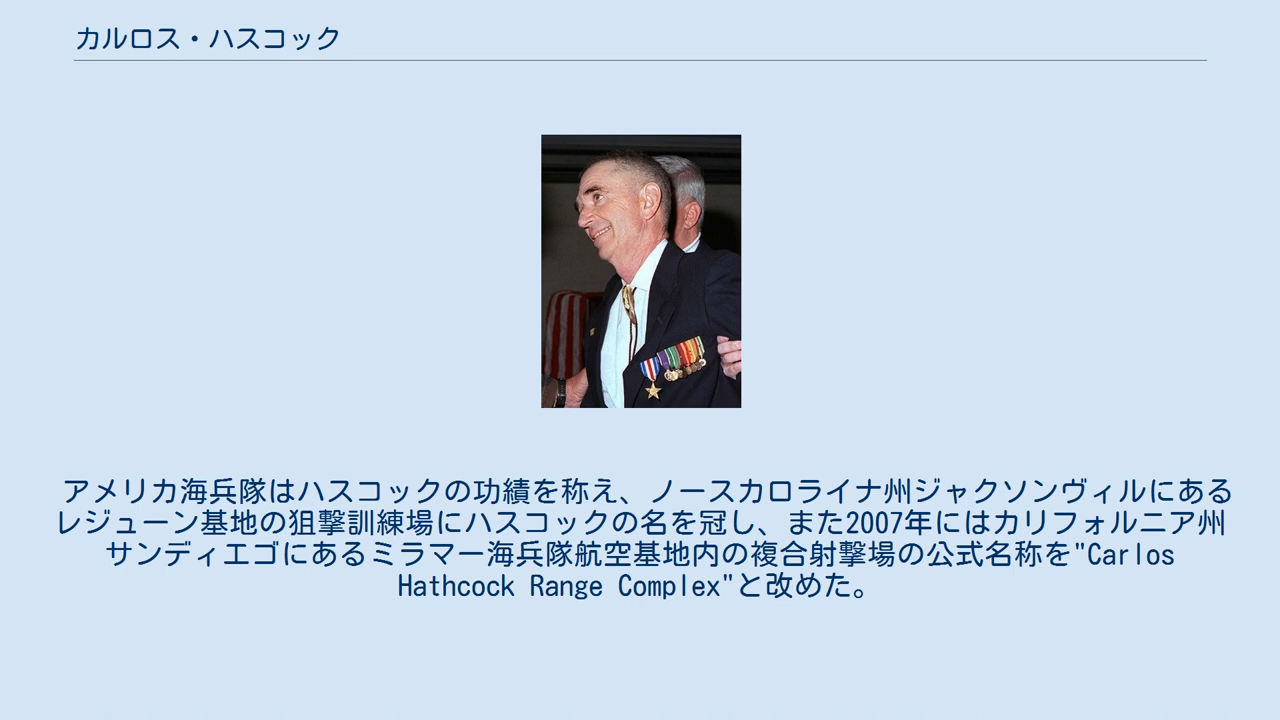 カルロス・ハスコック
アメリカ海兵隊はハスコックの功績を称え、ノースカロライナ州ジャクソンヴィルにある
レジューン基地の狙撃訓練場にハスコックの名を冠し、また2007年にはカリフォルニア州
サンディエゴにあるミラマー海兵隊航空基地内の複合射撃場の公式名称を"Carlos
Hathcock Range Complex"と改めた。